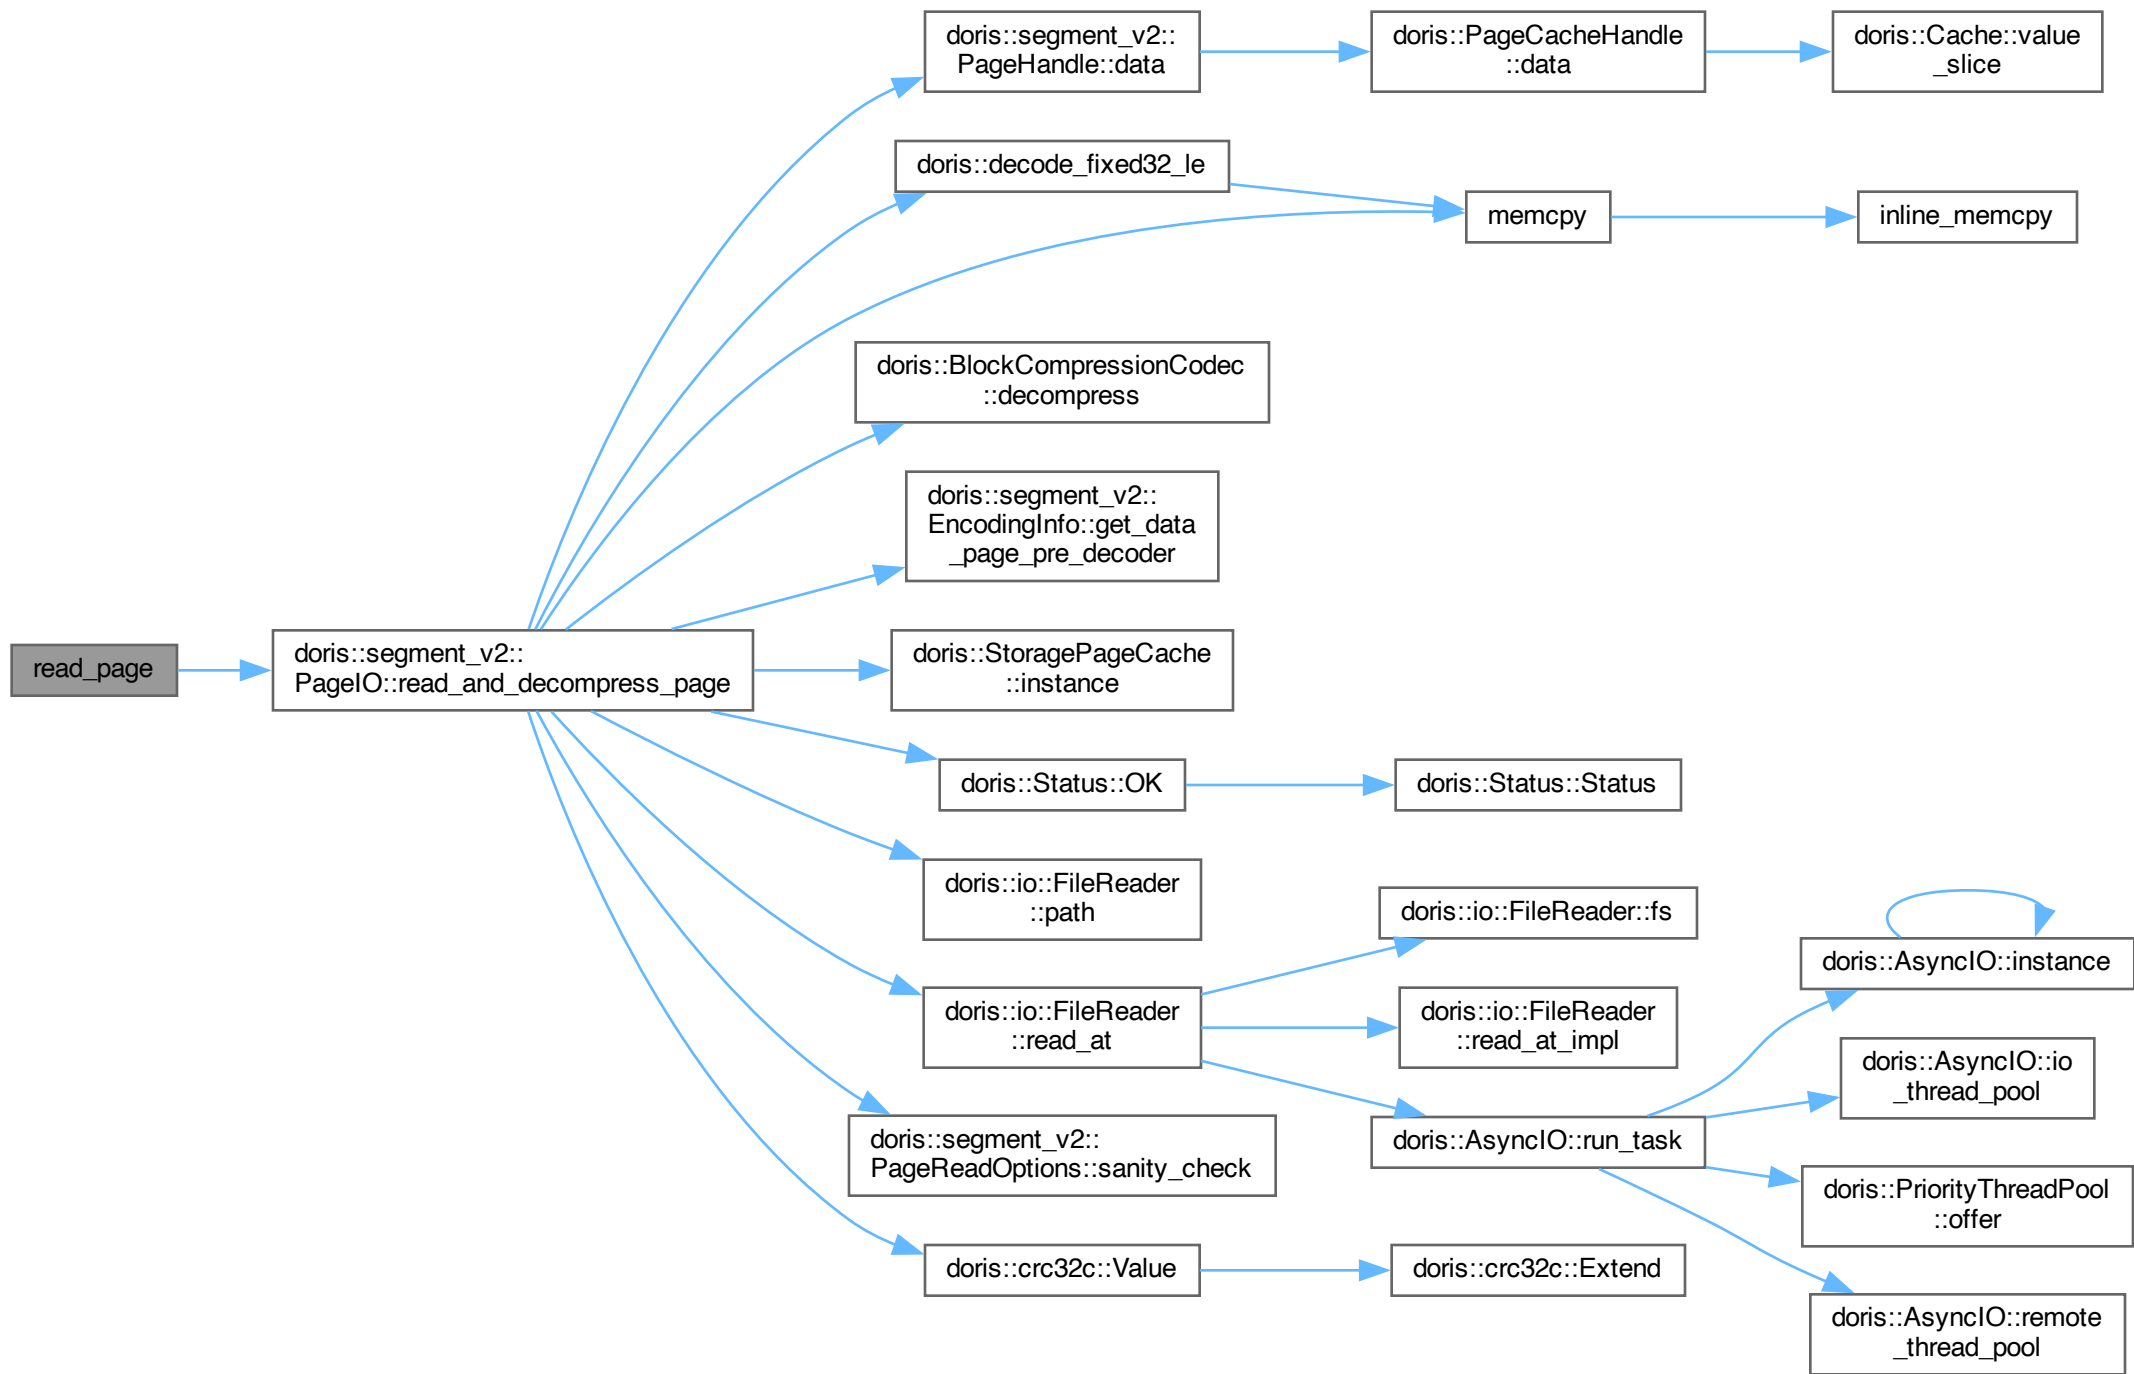 read_page
doris::segment_v2::
PageIO::read_and_decompress_page
doris::segment_v2::
PageHandle::data
doris::PageCacheHandle
::data
doris::Cache::value
_slice
doris::decode_fixed32_le
memcpy
inline_memcpy
doris::BlockCompressionCodec
::decompress
doris::segment_v2::
EncodingInfo::get_data
_page_pre_decoder
doris::StoragePageCache
::instance
doris::Status::OK
doris::Status::Status
doris::io::FileReader
::path
doris::io::FileReader
::read_at
doris::io::FileReader::fs
doris::io::FileReader
::read_at_impl
doris::AsyncIO::run_task
doris::AsyncIO::instance
doris::AsyncIO::io
_thread_pool
doris::PriorityThreadPool
::offer
doris::AsyncIO::remote
_thread_pool
doris::segment_v2::
PageReadOptions::sanity_check
doris::crc32c::Value
doris::crc32c::Extend